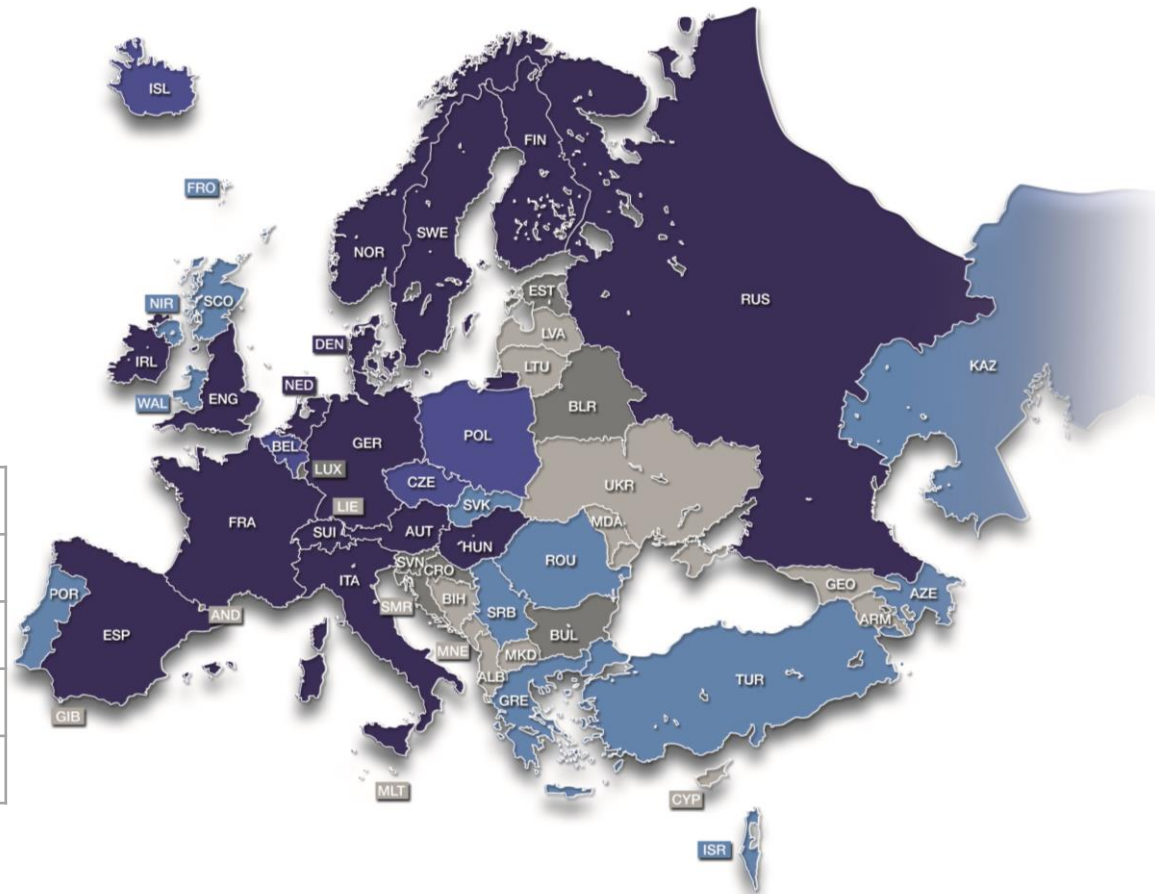 ISL
FIN
FRO
SWE
NOR
EST
SCO
NIR
RUS
LVA
DEN
IRL
LTU
KAZ
NED
ENG
WAL
BLR
POL
GER
BEL
LUX
CZE
UKR
LIE
SVK
FRA
MDA
SUI
AUT
HUN
ROU
SVN
CRO
ITA
GEO
POR
AZE
BIH
SMR
AND
SRB
ARM
ESP
BUL
MNE
MKD
ALB
TUR
GRE
GIB
MLT
CYP
ISR